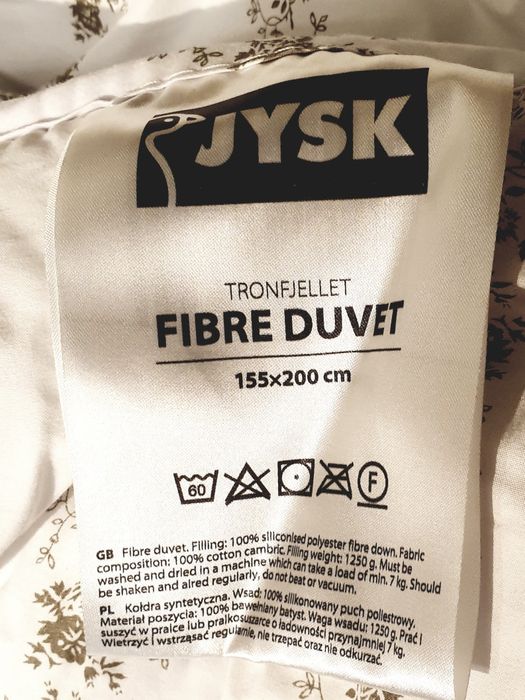 JYSK
TRONFJELLET
FIBRE DUVET
155×200 cm
60
F
GB Fibre duvet. Filling: 100% siliconised polyester fibre down. Fabric
composition: 100% cotton cambric. Filling weight: 1250 g. Must be
washed and dried in a machine which can take a load of min. 7 kg. Should
be shaken and aired regularly, do not beat or vacuum.
PL Kołdra syntetyczna. Wsad: 100% silikonowany puch poliestrowy.
Materiał poszycia: 100% bawełniany batyst. Waga wsadu: 1250 g. Prać i
suszyć w pralce lub pralkosuszarce o ładowności przynajmniej 7 kg.
Wietrzyć i wstrząsać regularnie, nie trzepać oraz nie odkurzać.